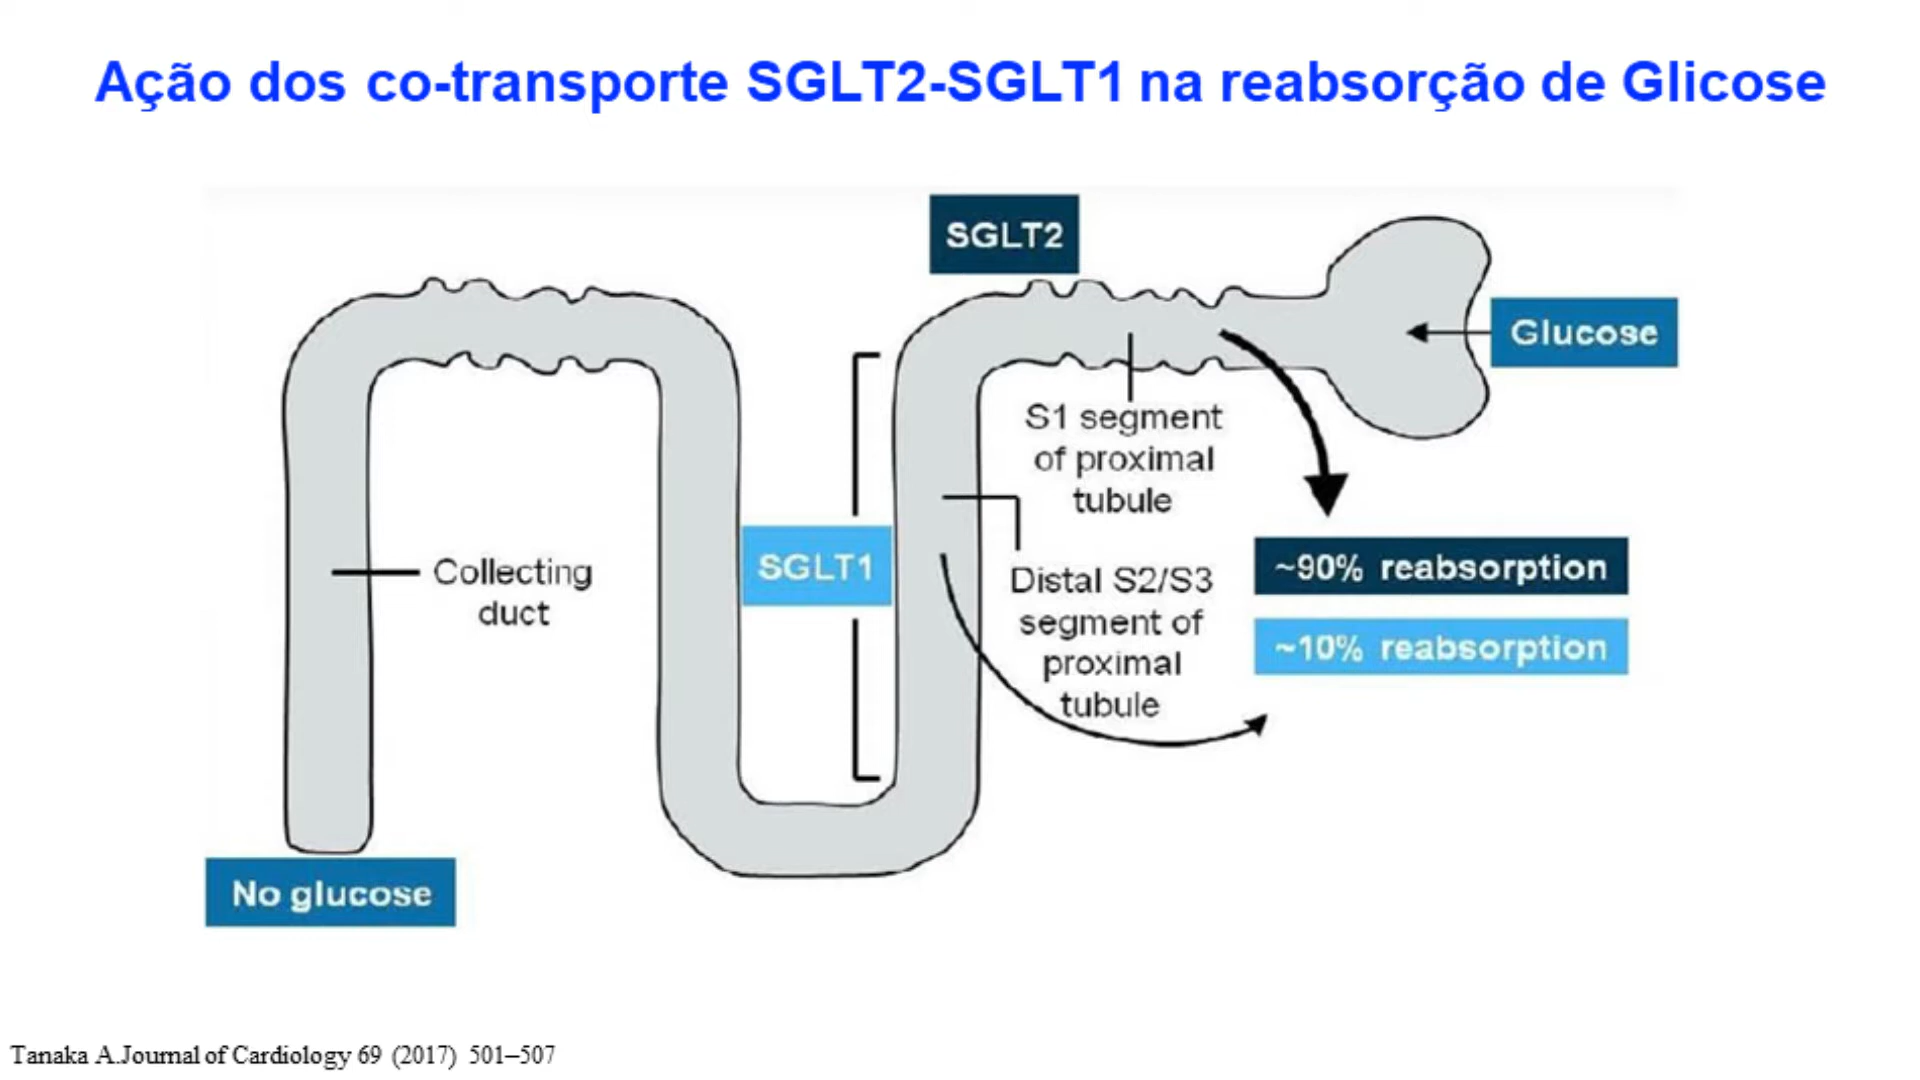 Ação dos co-transporte SGLT2-SGLT1 na reabsorção de Glicose
SGLT2
Glucose
S1 segment
of proximal
tubule
SGLT1
Collecting
duct
Distal S2/S3
segment of
proximal
tubule
~90% reabsorption
~10% reabsorption
No glucose
Tanaka A.Journal of Cardiology 69 (2017) 501–507